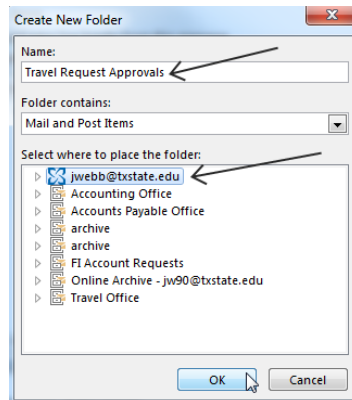 Create New Folder
Name:
Travel Request Approvals
Folder contains:
Mail and Post Items
Select where to place the folder:
jwebb@txstate.edu
Accounting Office
Accounts Payable Office
archive
archive
FI Account Requests
Online Archive - jw90@txstate.edu
Travel Office
OK
Cancel